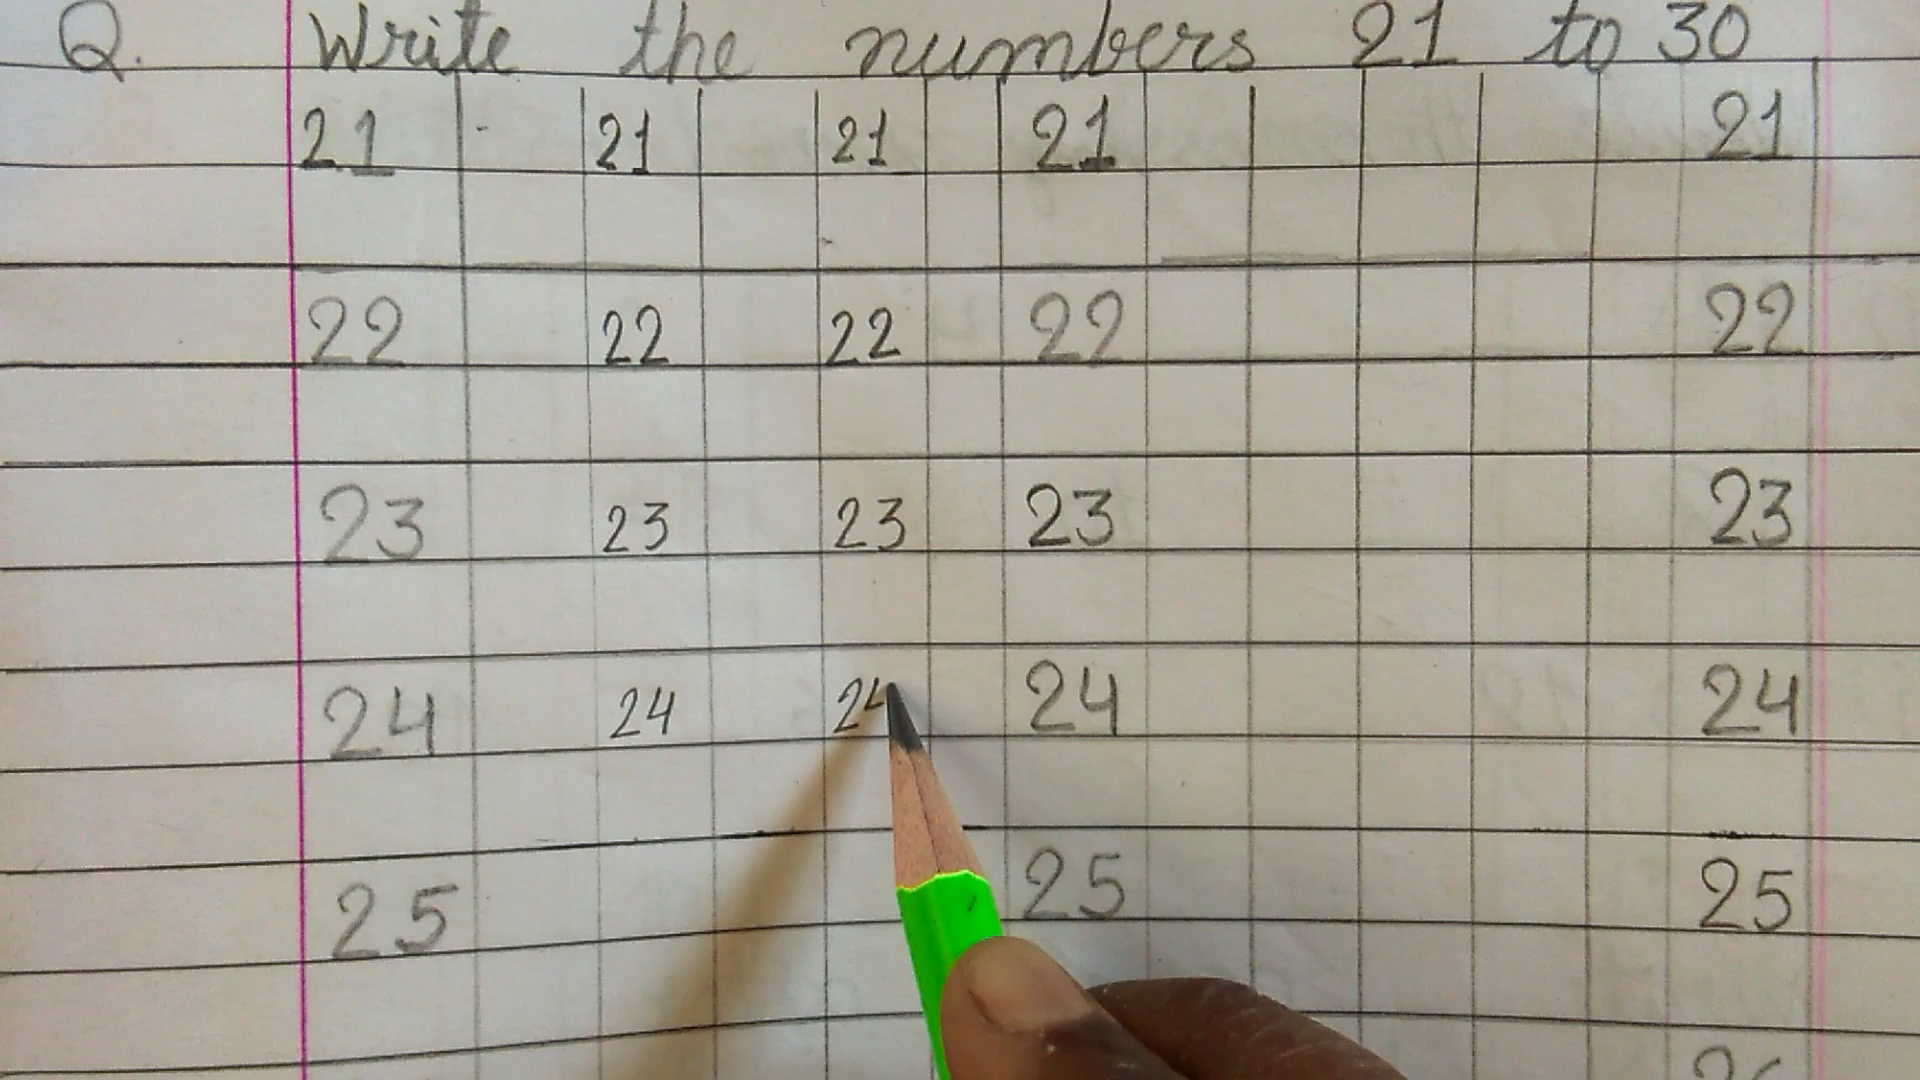 Q. Write the numbers 21 to 30
21 21 21 21 21
22 22 22 22 22
23 23 23 23 23
24 24 24 24 24
25 25 25